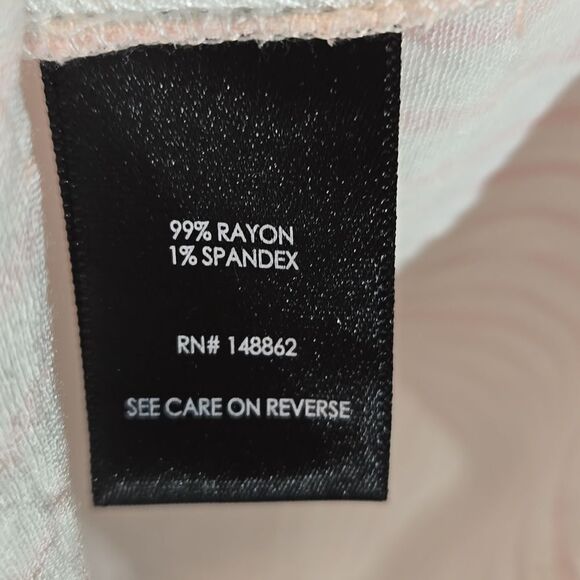 99% RAYON
1% SPANDEX
RN# 148862
SEE CARE ON REVERSE